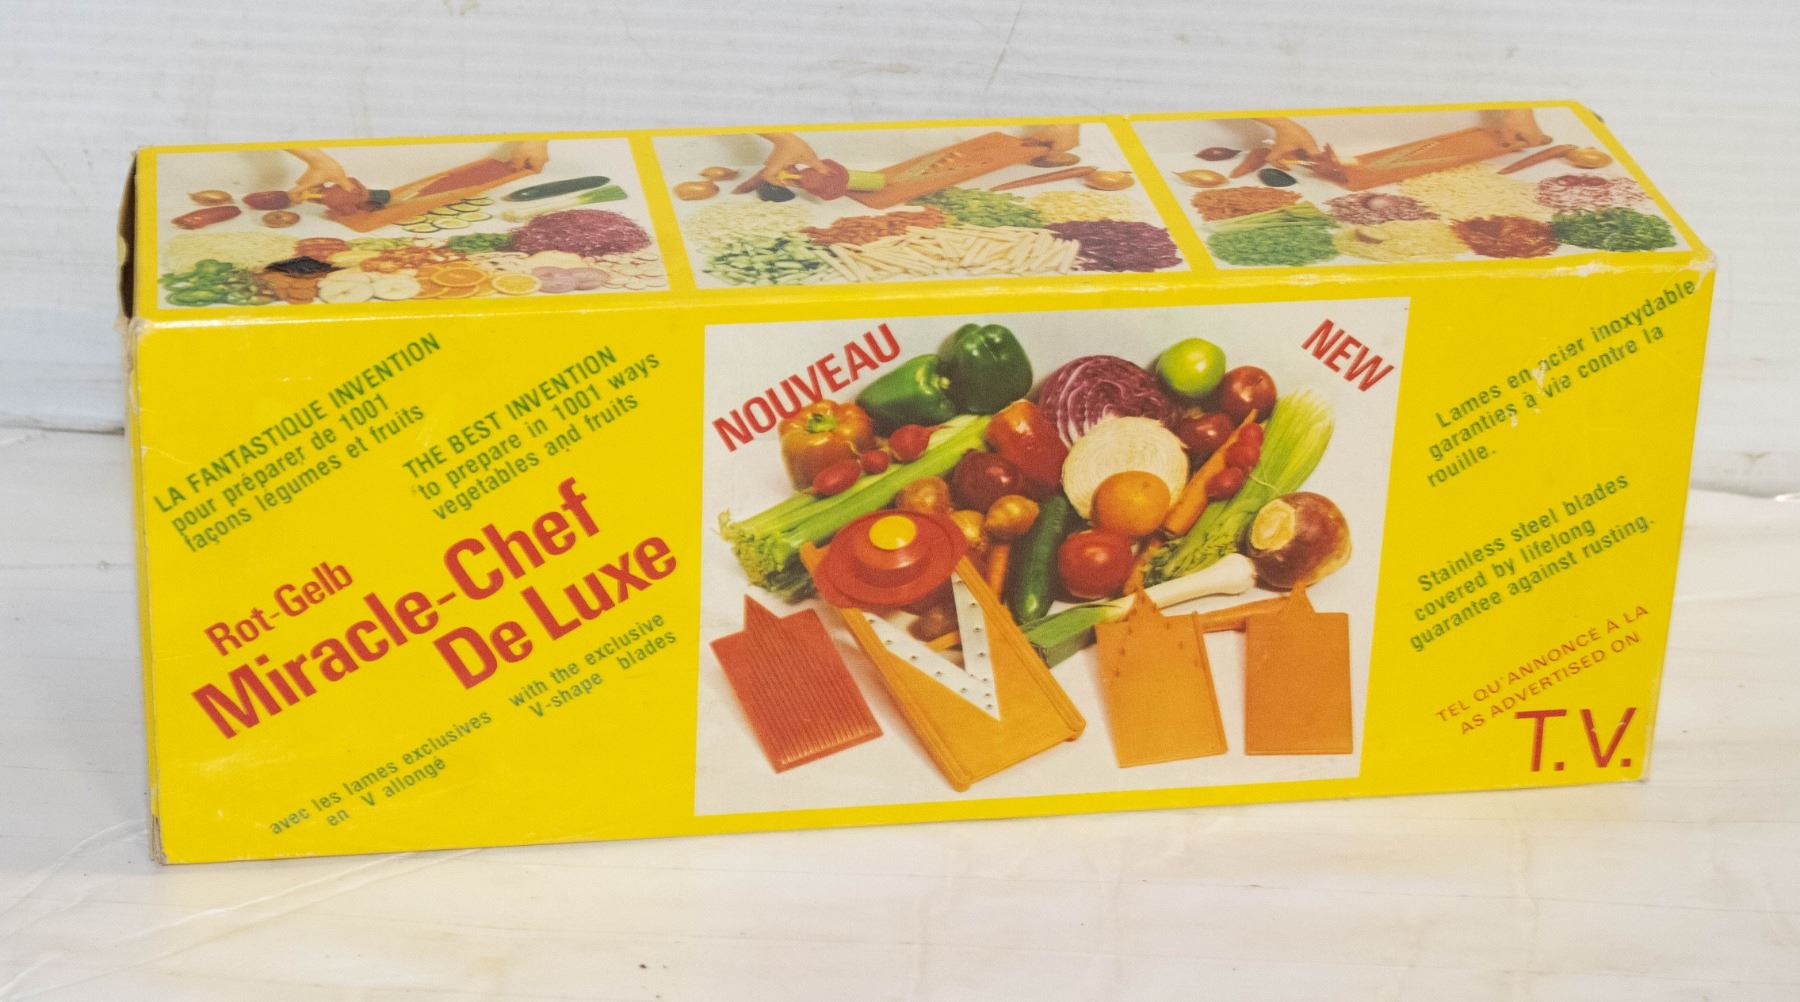 LA FANTASTIQUE INVENTION
pour préparer de 1001
façons légumes et fruits
THE BEST INVENTION
to prepare in 1001 ways
vegetables and fruits
Rot-Gelb
Miracle-Chef
De Luxe
avec les lames exclusives
en V allongé
with the exclusive
V-shape blades
NOUVEAU
NEW
Lames en acier inoxydable
garanties à vie contre la
rouille.
Stainless steel blades
covered by lifelong
guarantee against rusting.
TEL QU'ANNONCÉ A LA
AS ADVERTISED ON
T.V.